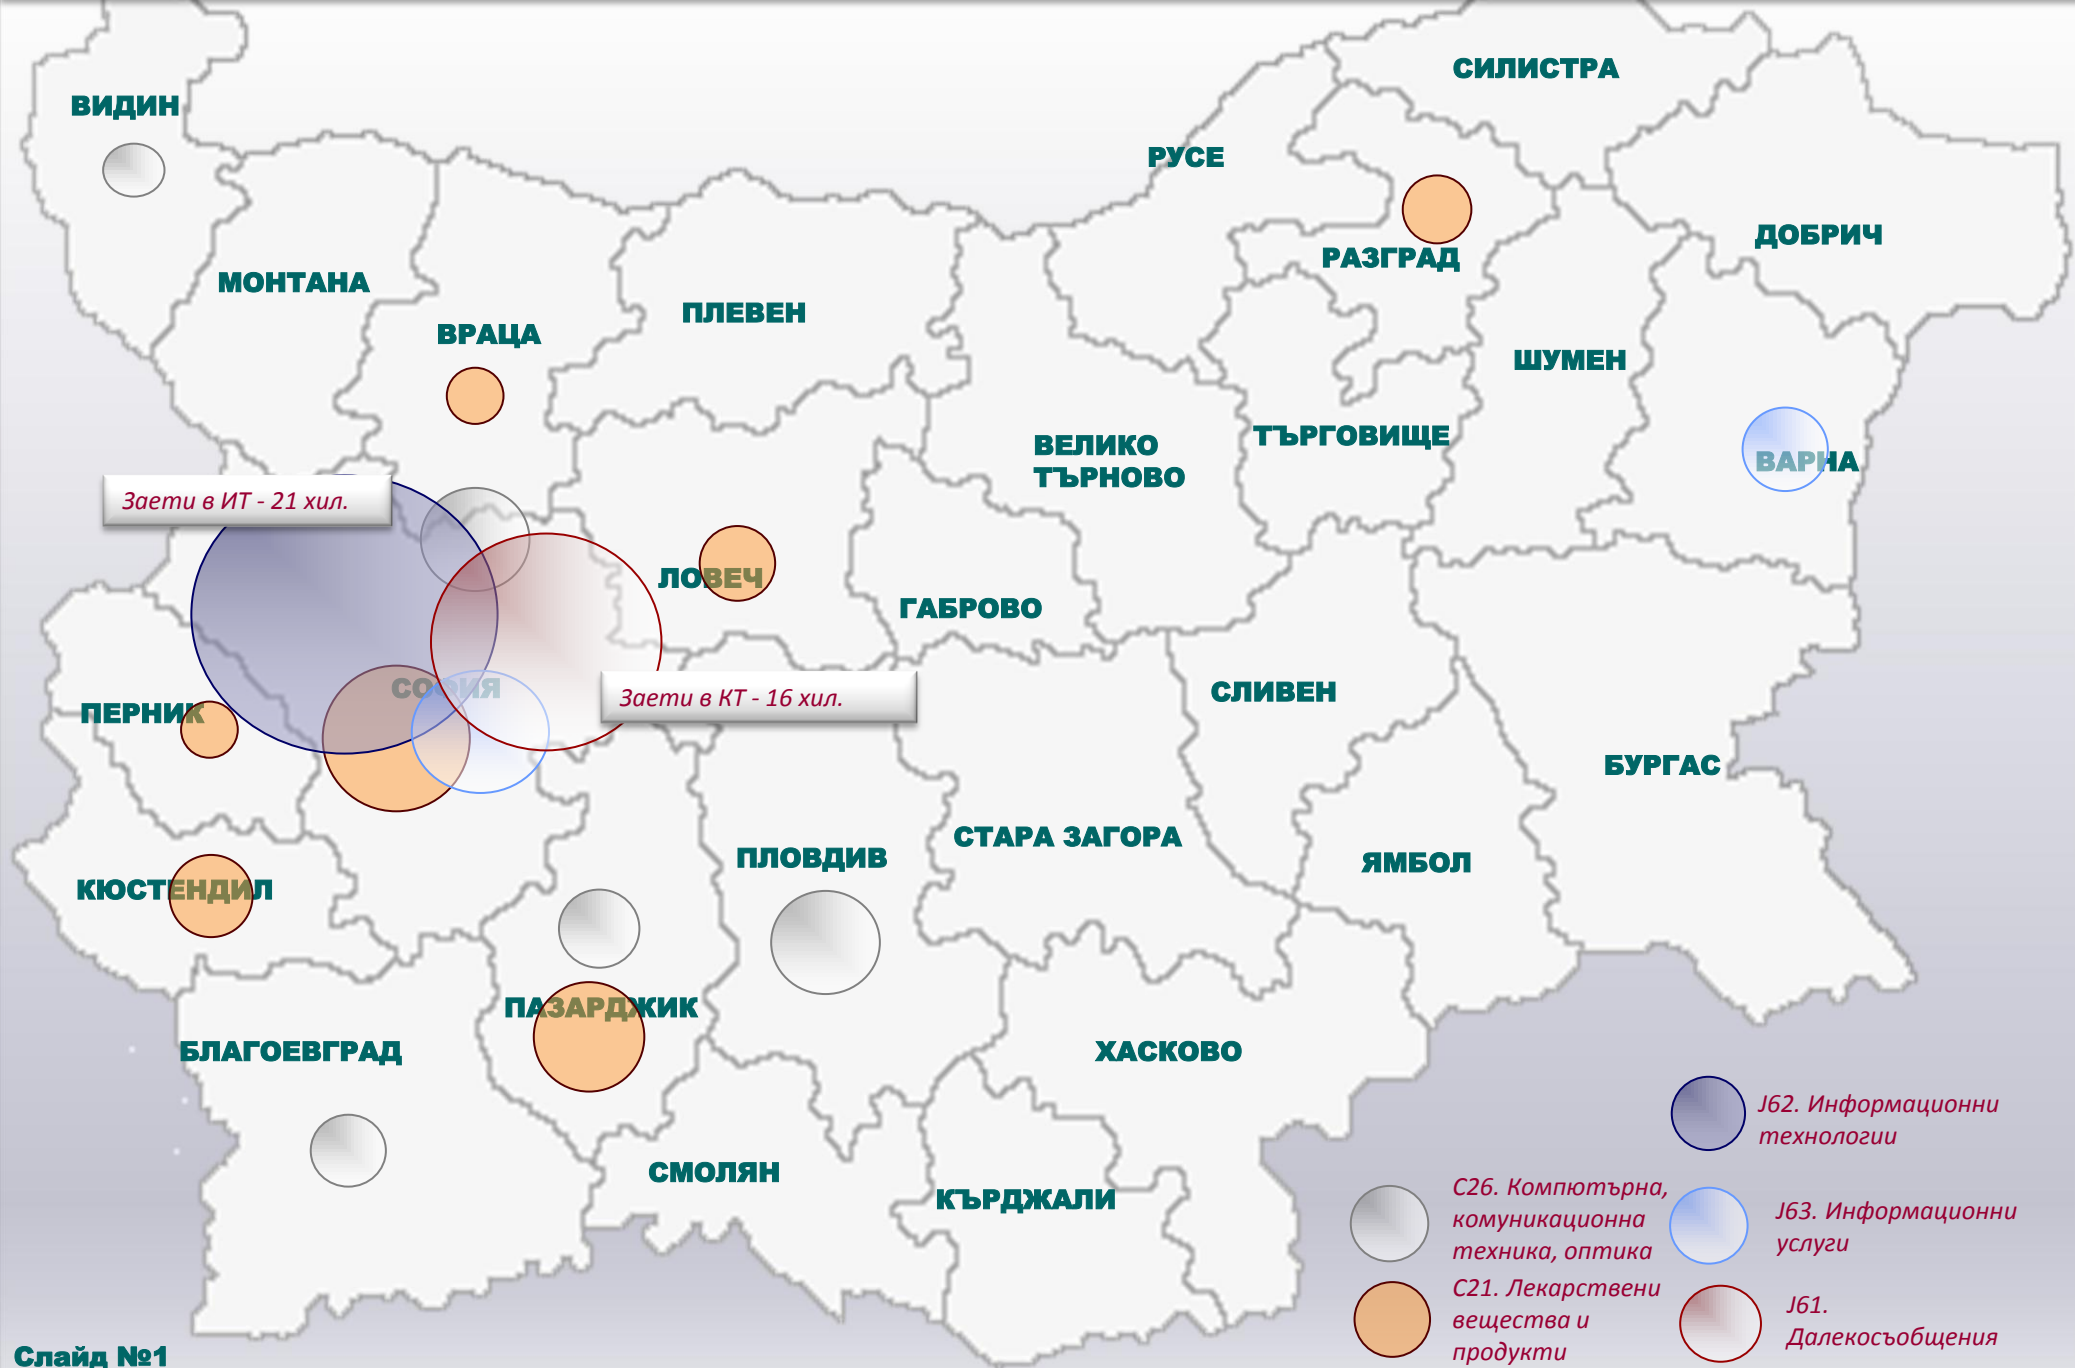 СИЛИСТРА
ВИДИН
РУСЕ
ДОБРИЧ
РАЗГРАД
МОНТАНА
ПЛЕВЕН
ВРАЦА
ШУМЕН
ТЪРГОВИЩЕ
ВЕЛИКО
ТЪРНОВО
ВАРНА
Заети в ИТ - 21 хил.
ЛОВЕЧ
ГАБРОВО
СОФИЯ
Заети в КТ - 16 хил.
СЛИВЕН
ПЕРНИК
БУРГАС
СТАРА ЗАГОРА
ПЛОВДИВ
ЯМБОЛ
КЮСТЕНДИЛ
ПАЗАРДЖИК
БЛАГОЕВГРАД
ХАСКОВО
СМОЛЯН
КЪРДЖАЛИ
J62. Информационни
технологии
C26. Компютърна,
комуникационна
техника, оптика
J63. Информационни
услуги
C21. Лекарствени
вещества и
продукти
J61.
Далекосъобщения
Слайд №1